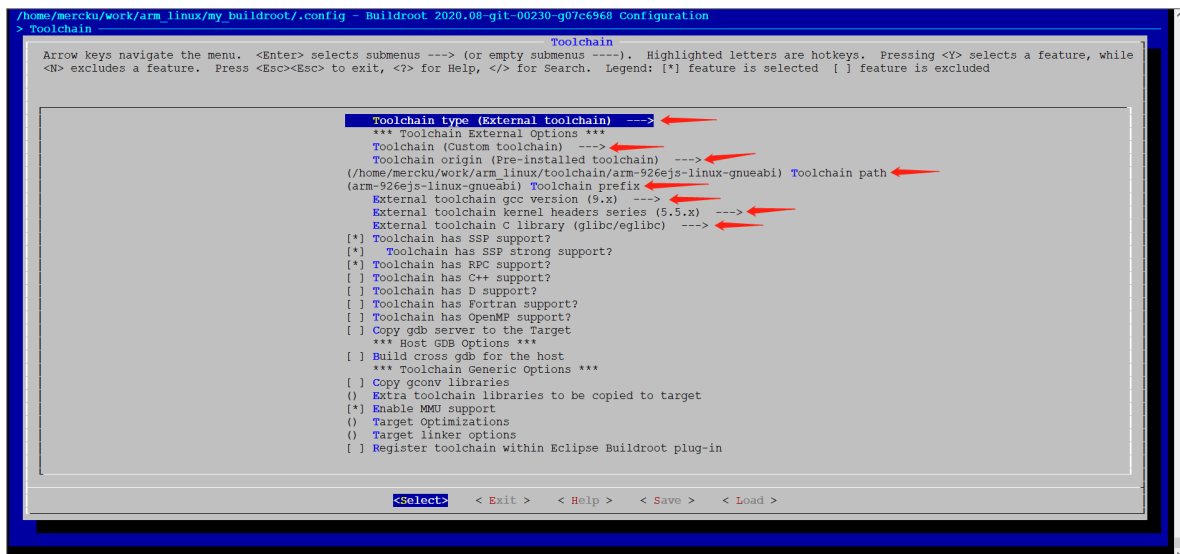 /home/mercku/work/arm_linux/my_buildroot/.config - Buildroot 2020.08-git-00230-g07c6968 Configuration
> Toolchain
Toolchain
Arrow keys navigate the menu.  <Enter> selects submenus ---> (or empty submenus ----).  Highlighted letters are hotkeys.  Pressing <Y> selects a feature, while
<N> excludes a feature.  Press <Esc><Esc> to exit, <?> for Help, </> for Search.  Legend: [*] feature is selected  [ ] feature is excluded
Toolchain type (External toolchain)  --->
*** Toolchain External Options ***
Toolchain (Custom toolchain)  --->
Toolchain origin (Pre-installed toolchain)  --->
(/home/mercku/work/arm_linux/toolchain/arm-926ejs-linux-gnueabi) Toolchain path
(arm-926ejs-linux-gnueabi) Toolchain prefix
External toolchain gcc version (9.x)  --->
External toolchain kernel headers series (5.5.x)  --->
External toolchain C library (glibc/eglibc)  --->
[*] Toolchain has SSP support?
[*]   Toolchain has SSP strong support?
[*] Toolchain has RPC support?
[ ] Toolchain has C++ support?
[ ] Toolchain has D support?
[ ] Toolchain has Fortran support?
[ ] Toolchain has OpenMP support?
[ ] Copy gdb server to the Target
*** Host GDB Options ***
[ ] Build cross gdb for the host
*** Toolchain Generic Options ***
[ ] Copy gconv libraries
()  Extra toolchain libraries to be copied to target
[*] Enable MMU support
()  Target Optimizations
()  Target linker options
[ ] Register toolchain within Eclipse Buildroot plug-in
<Select>    < Exit >    < Help >    < Save >    < Load >